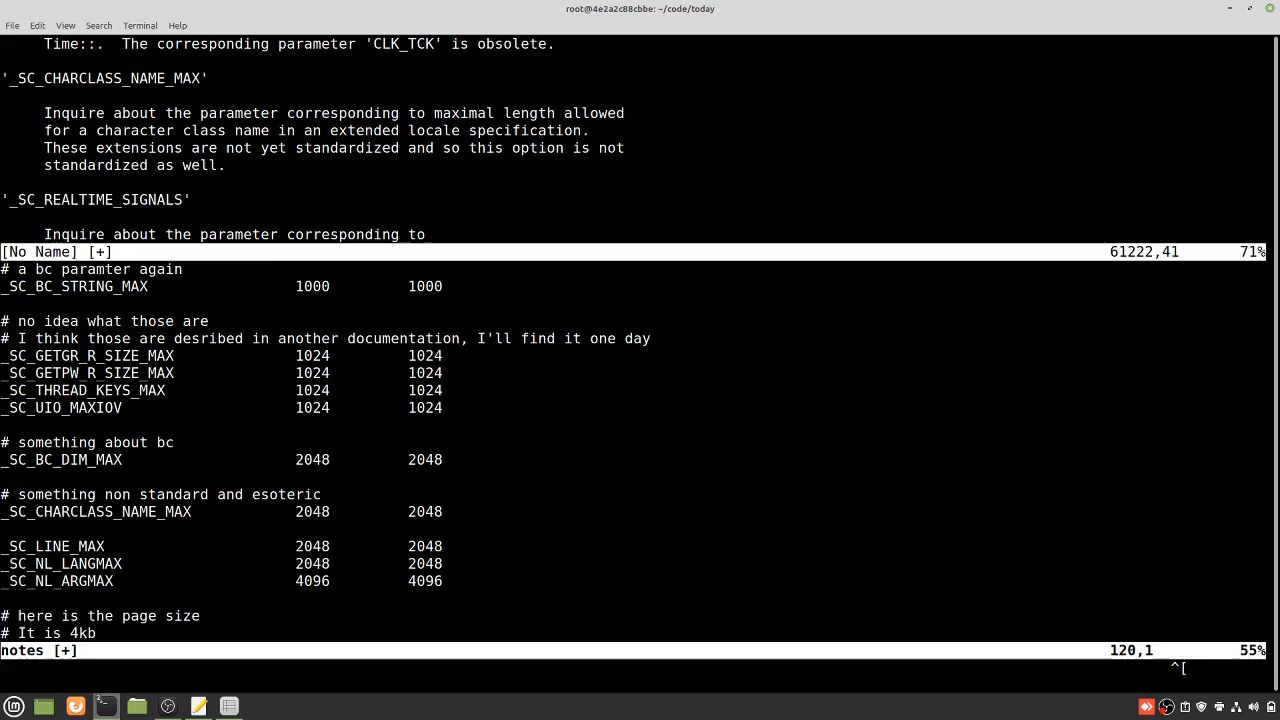 root@4e2a2c88cbbe: ~/code/today
File Edit View Search Terminal Help
Time::. The corresponding parameter 'CLK_TCK' is obsolete.
'_SC_CHARCLASS_NAME_MAX'
Inquire about the parameter corresponding to maximal length allowed
for a character class name in an extended locale specification.
These extensions are not yet standardized and so this option is not
standardized as well.
'_SC_REALTIME_SIGNALS'
Inquire about the parameter corresponding to
[No Name] [+] 61222,41 71%
# a bc paramter again
_SC_BC_STRING_MAX 1000 1000
# no idea what those are
# I think those are desribed in another documentation, I'll find it one day
_SC_GETGR_R_SIZE_MAX 1024 1024
_SC_GETPW_R_SIZE_MAX 1024 1024
_SC_THREAD_KEYS_MAX 1024 1024
_SC_UIO_MAXIOV 1024 1024
# something about bc
_SC_BC_DIM_MAX 2048 2048
# something non standard and esoteric
_SC_CHARCLASS_NAME_MAX 2048 2048
_SC_LINE_MAX 2048 2048
_SC_NL_LANGMAX 2048 2048
_SC_NL_ARGMAX 4096 4096
# here is the page size
# It is 4kb
notes [+] 120,1 55%
^[